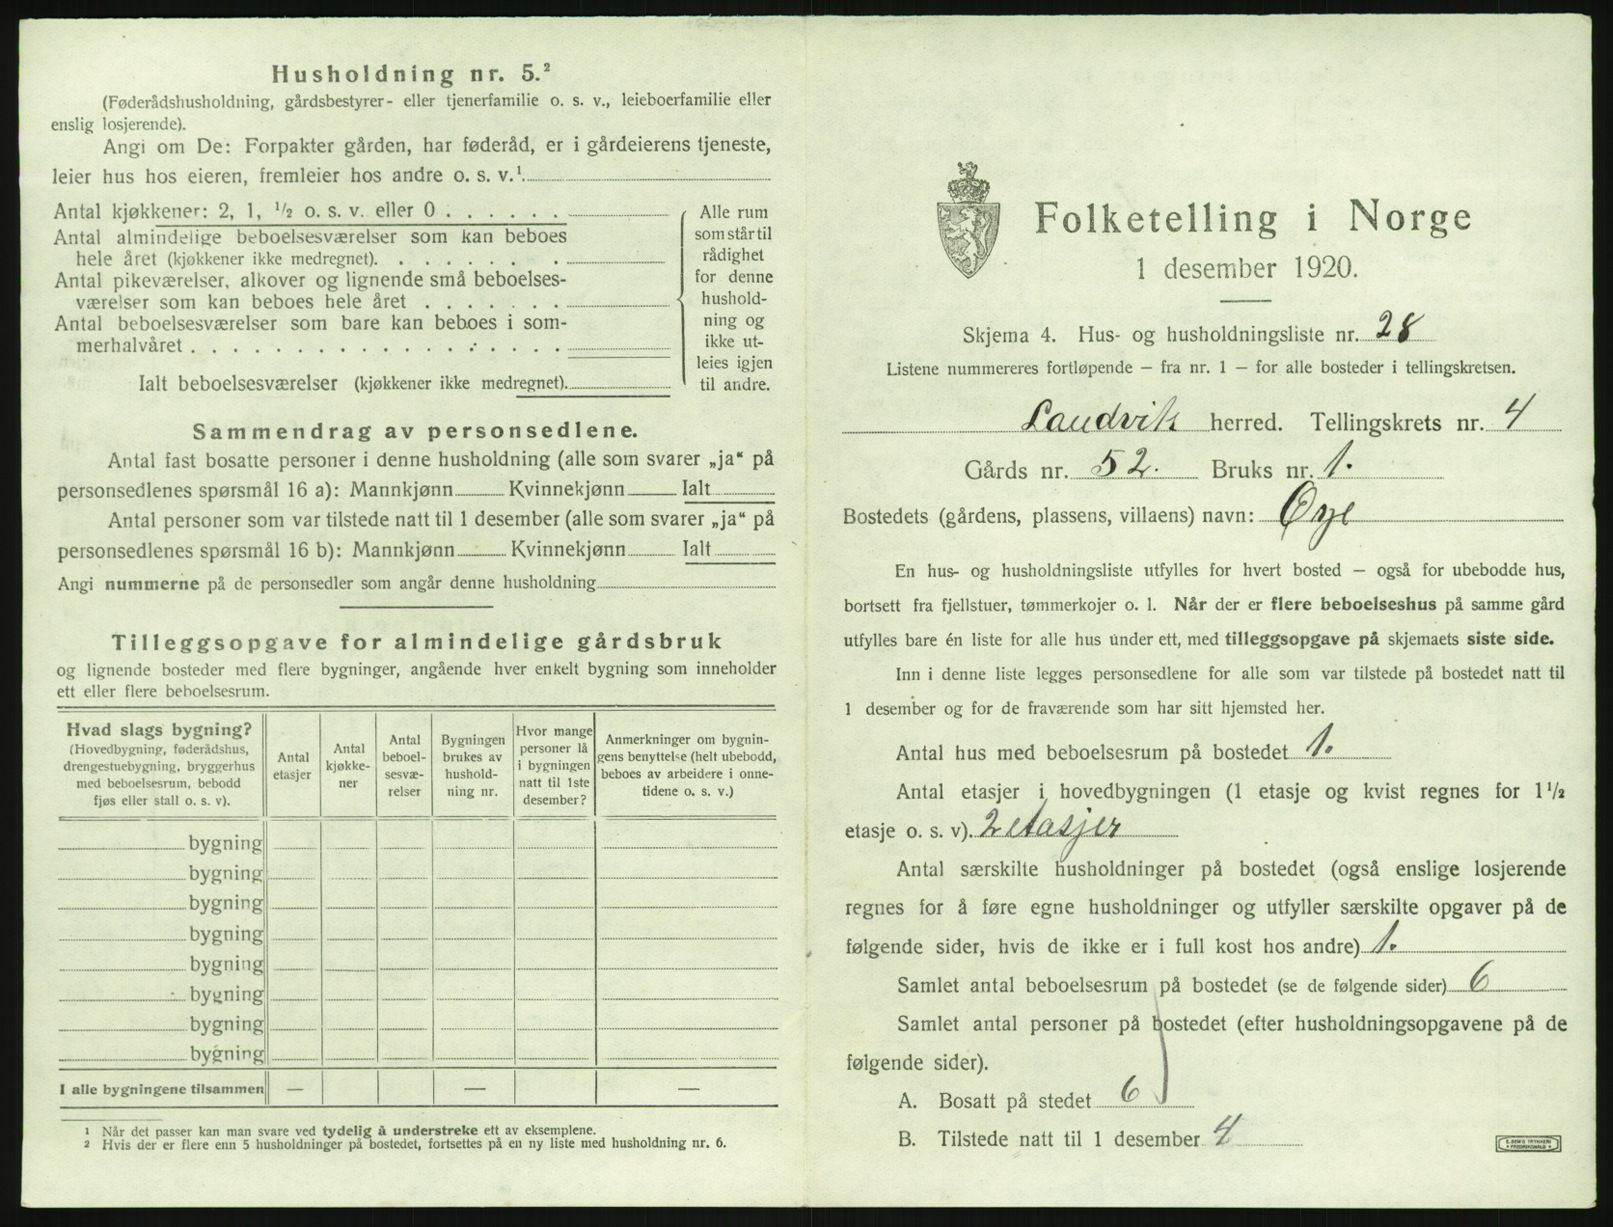 Husholdning nr. 5.²
(Føderådshusholdning, gårdsbestyrer- eller tjenerfamilie o. s. v., leieboerfamilie eller
enslig losjerende).
Angi om De: Forpakter gården, har føderåd, er i gårdeierens tjeneste,
leier hus hos eieren, fremleier hos andre o. s. v.¹
Antal kjøkkener: 2, 1, ½ o. s. v. eller 0 . . . . . .
Antal almindelige beboelsesværelser som kan beboes
hele året (kjøkkener ikke medregnet). . . . . . . .
Antal pikeværelser, alkover og lignende små beboelses-
værelser som kan beboes hele året . . . . . . .
Antal beboelsesværelser som bare kan beboes i som-
merhalvåret . . . . . . . . . . . . . . . . . .
Ialt beboelsesværelser (kjøkkener ikke medregnet).
Alle rum
som står til
rådighet
for denne
hushold-
ning og
ikke ut-
leies igjen
til andre.
Sammendrag av personsedlene.
Antal fast bosatte personer i denne husholdning (alle som svarer „ja“ på
personsedlenes spørsmål 16 a): Mannkjønn Kvinnekjønn Ialt
Antal personer som var tilstede natt til 1 desember (alle som svarer „ja“ på
personsedlenes spørsmål 16 b): Mannkjønn Kvinnekjønn Ialt
Angi nummerne på de personsedler som angår denne husholdning
Tilleggsopgave for almindelige gårdsbruk
og lignende bosteder med flere bygninger, angående hver enkelt bygning som inneholder
ett eller flere beboelsesrum.
Hvad slags bygning?
(Hovedbygning, føderådshus,
drengestuebygning, bryggerhus
med beboelsesrum, bebodd
fjøs eller stall o. s. v).
Antal
etasjer
Antal
kjøkke-
ner
Antal
beboel-
sesvæ-
relser
Bygningen
brukes av
hushold-
ning nr.
Hvor mange
personer lå
i bygningen
natt til 1ste
desember?
Anmerkninger om bygnin-
gens benyttelse (helt ubebodd,
beboes av arbeidere i onne-
tidene o. s. v.)
bygning
bygning
bygning
bygning
bygning
bygning
bygning
bygning
I alle bygningene tilsammen — — —
1 Når det passer kan man svare ved tydelig å understreke ett av eksemplene.
2 Hvis der er flere enn 5 husholdninger på bostedet, fortsettes på en ny liste med husholdning nr. 6.
Folketelling i Norge
1 desember 1920.
Skjema 4. Hus- og husholdningsliste nr. 28
Listene nummereres fortløpende — fra nr. 1 — for alle bosteder i tellingskretsen.
Landvik herred. Tellingskrets nr. 4
Gårds nr. 52. Bruks nr. 1.
Bostedets (gårdens, plassens, villaens) navn: Øye
En hus- og husholdningsliste utfylles for hvert bosted — også for ubebodde hus,
bortsett fra fjellstuer, tømmerkojer o. l. Når der er flere beboelseshus på samme gård
utfylles bare én liste for alle hus under ett, med tilleggsopgave på skjemaets siste side.
Inn i denne liste legges personsedlene for alle som var tilstede på bostedet natt til
1 desember og for de fraværende som har sitt hjemsted her.
Antal hus med beboelsesrum på bostedet 1.
Antal etasjer i hovedbygningen (1 etasje og kvist regnes for 1½
etasje o. s. v). 2 etasjer
Antal særskilte husholdninger på bostedet (også enslige losjerende
regnes for å føre egne husholdninger og utfyller særskilte opgaver på de
følgende sider, hvis de ikke er i full kost hos andre) 1.
Samlet antal beboelsesrum på bostedet (se de følgende sider) 6
Samlet antal personer på bostedet (efter husholdningsopgavene på de
følgende sider).
A. Bosatt på stedet 6
B. Tilstede natt til 1 desember 4